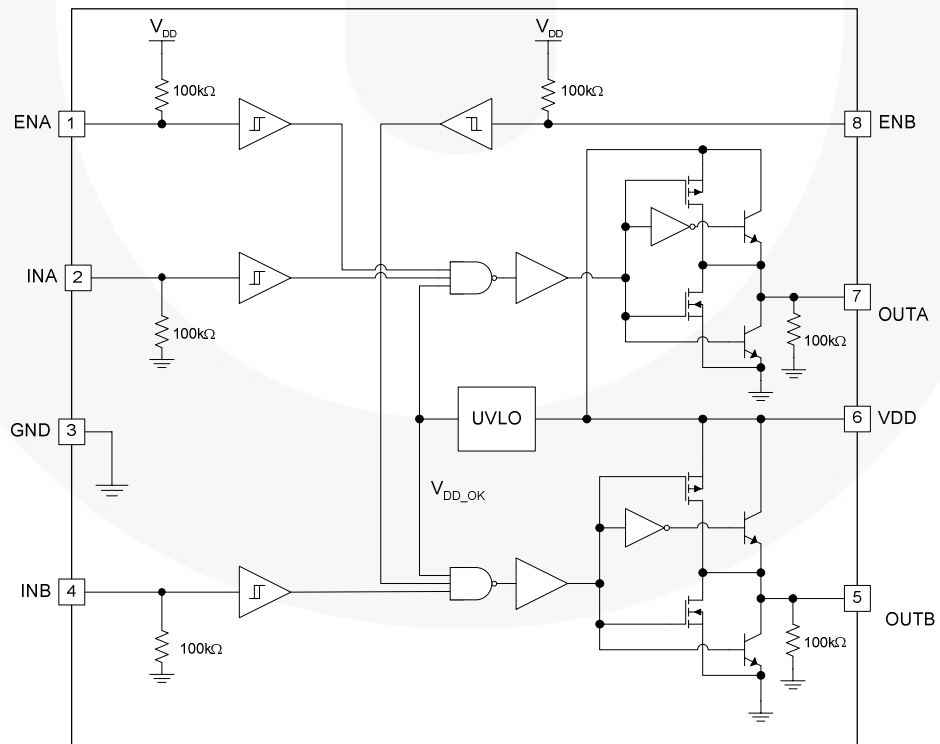 VDD
VDD
100kΩ
100kΩ
ENA
1
8
ENB
INA
2
7
OUTA
100kΩ
100kΩ
GND
3
UVLO
6
VDD
VDD_OK
INB
4
5
OUTB
100kΩ
100kΩ